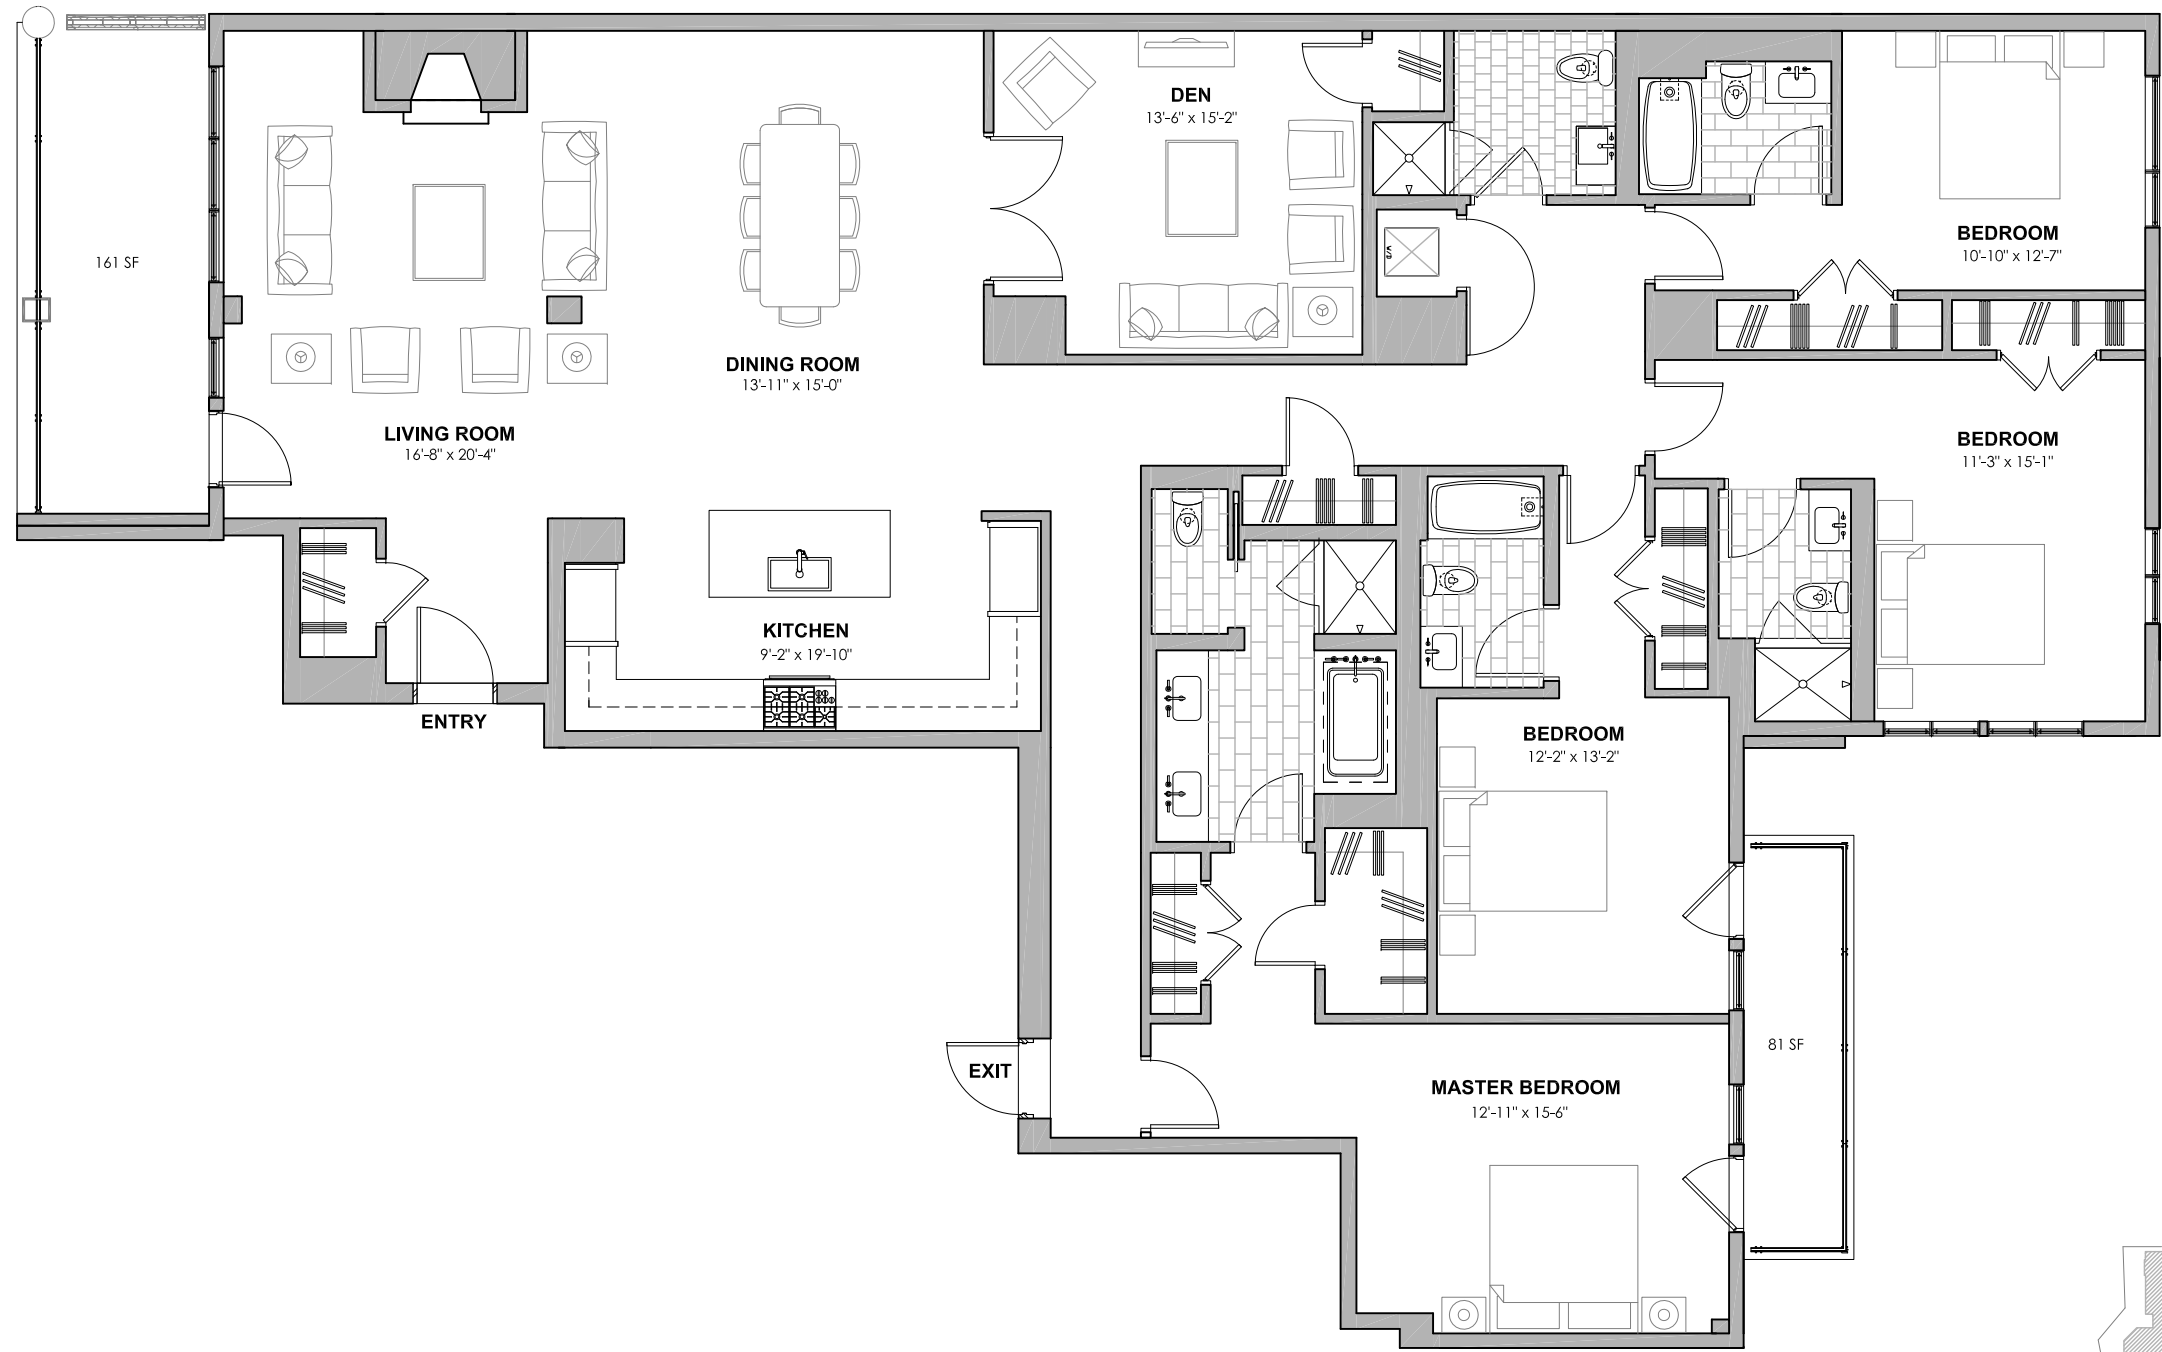 DEN
13'-6" x 15'-2"
BEDROOM
10'-10" x 12'-7"
161 SF
DINING ROOM
13'-11" x 15'-0"
LIVING ROOM
16'-8" x 20'-4"
BEDROOM
11'-3" x 15'-1"
KITCHEN
9'-2" x 19'-10"
ENTRY
BEDROOM
12'-2" x 13'-2"
81 SF
EXIT
MASTER BEDROOM
12'-11" x 15-6"